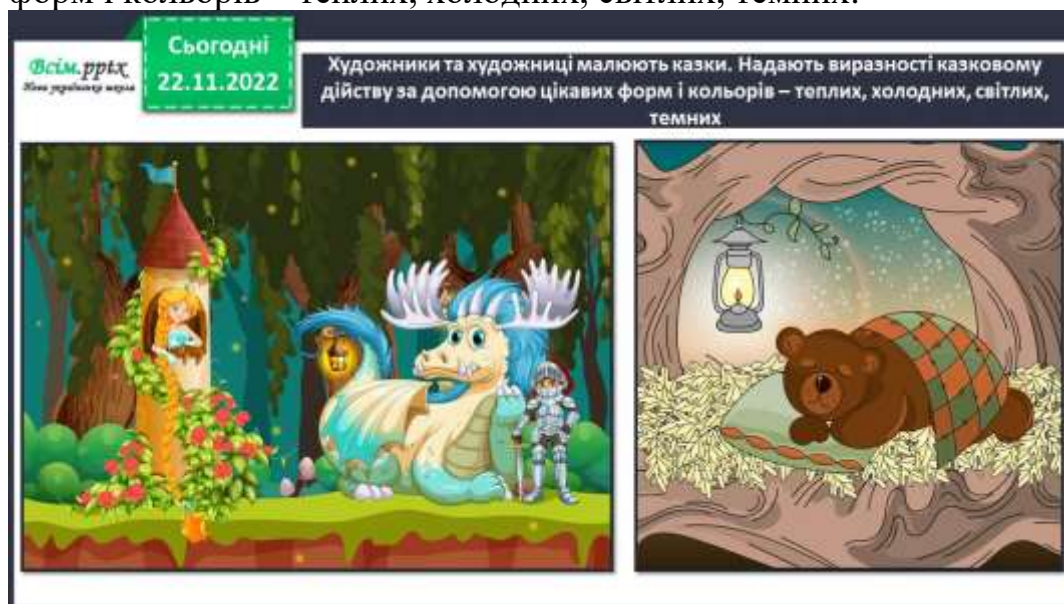 форм і кольорів – теплих, холодних, світлих, темних.
Сьогодні
22.11.2022
Всім.pptx
Нова українська школа
Художники та художниці малюють казки. Надають виразності казковому
дійству за допомогою цікавих форм і кольорів – теплих, холодних, світлих,
темних